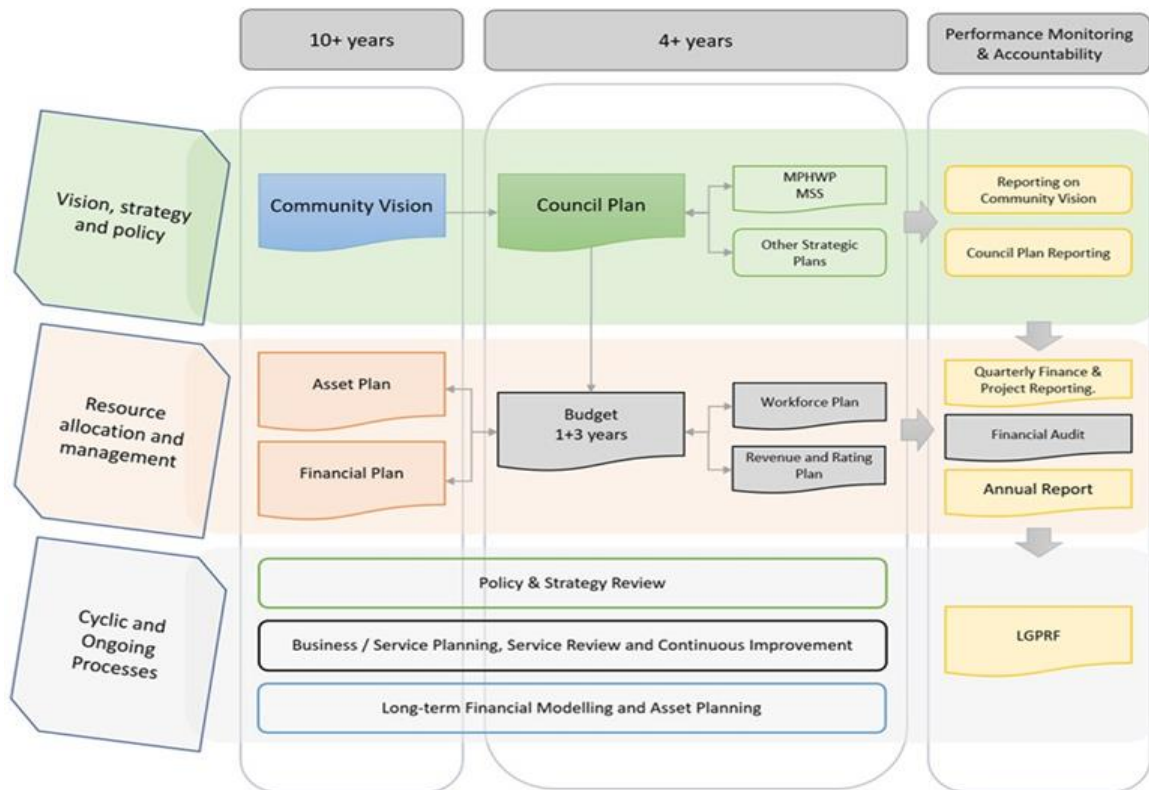 10+ years
4+ years
Performance Monitoring
& Accountability
Vision, strategy
and policy
Community Vision
Council Plan
MPHWP
MSS
Other Strategic
Plans
Reporting on
Community Vision
Council Plan Reporting
Resource
allocation and
management
Asset Plan
Financial Plan
Budget
1+3 years
Workforce Plan
Revenue and Rating
Plan
Quarterly Finance &
Project Reporting.
Financial Audit
Annual Report
Cyclic and
Ongoing
Processes
Policy & Strategy Review
Business / Service Planning, Service Review and Continuous Improvement
Long-term Financial Modelling and Asset Planning
LGPRF